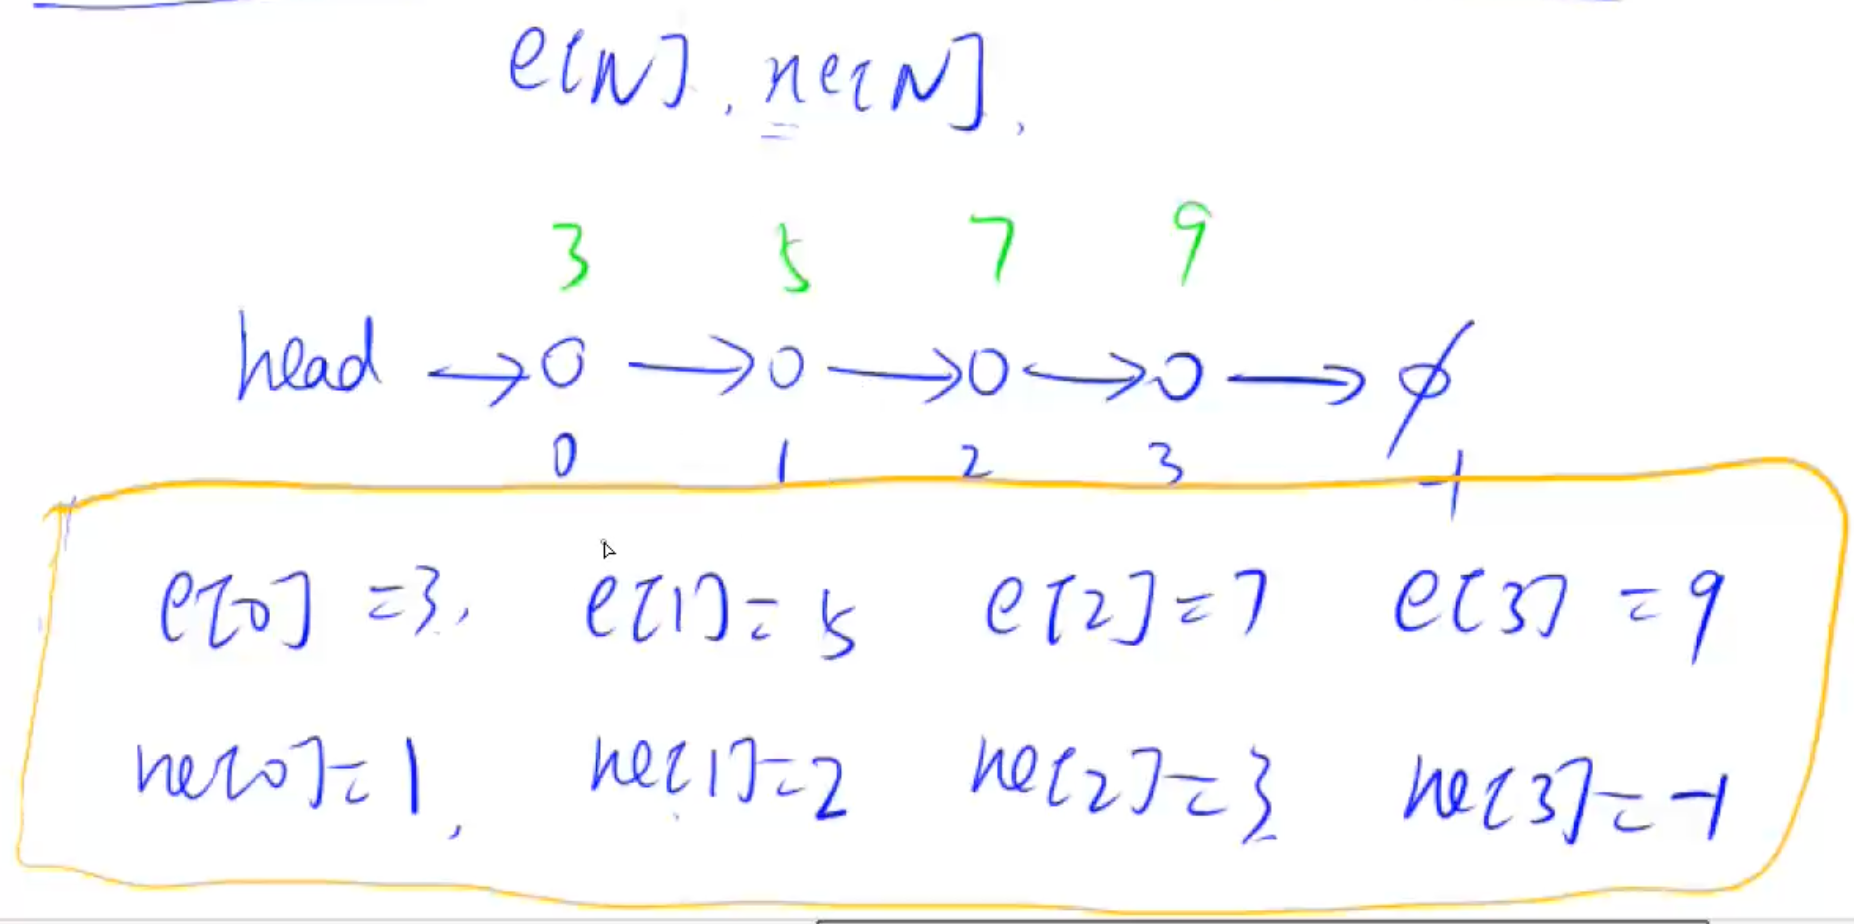 e[N], ne[N],
3 5 7 9
head → O → O → O → O → ∅
0 1 2 3 -1
e[0]=3, e[1]=5 e[2]=7 e[3]=9
ne[0]=1, ne[1]=2 ne[2]=3 ne[3]=-1